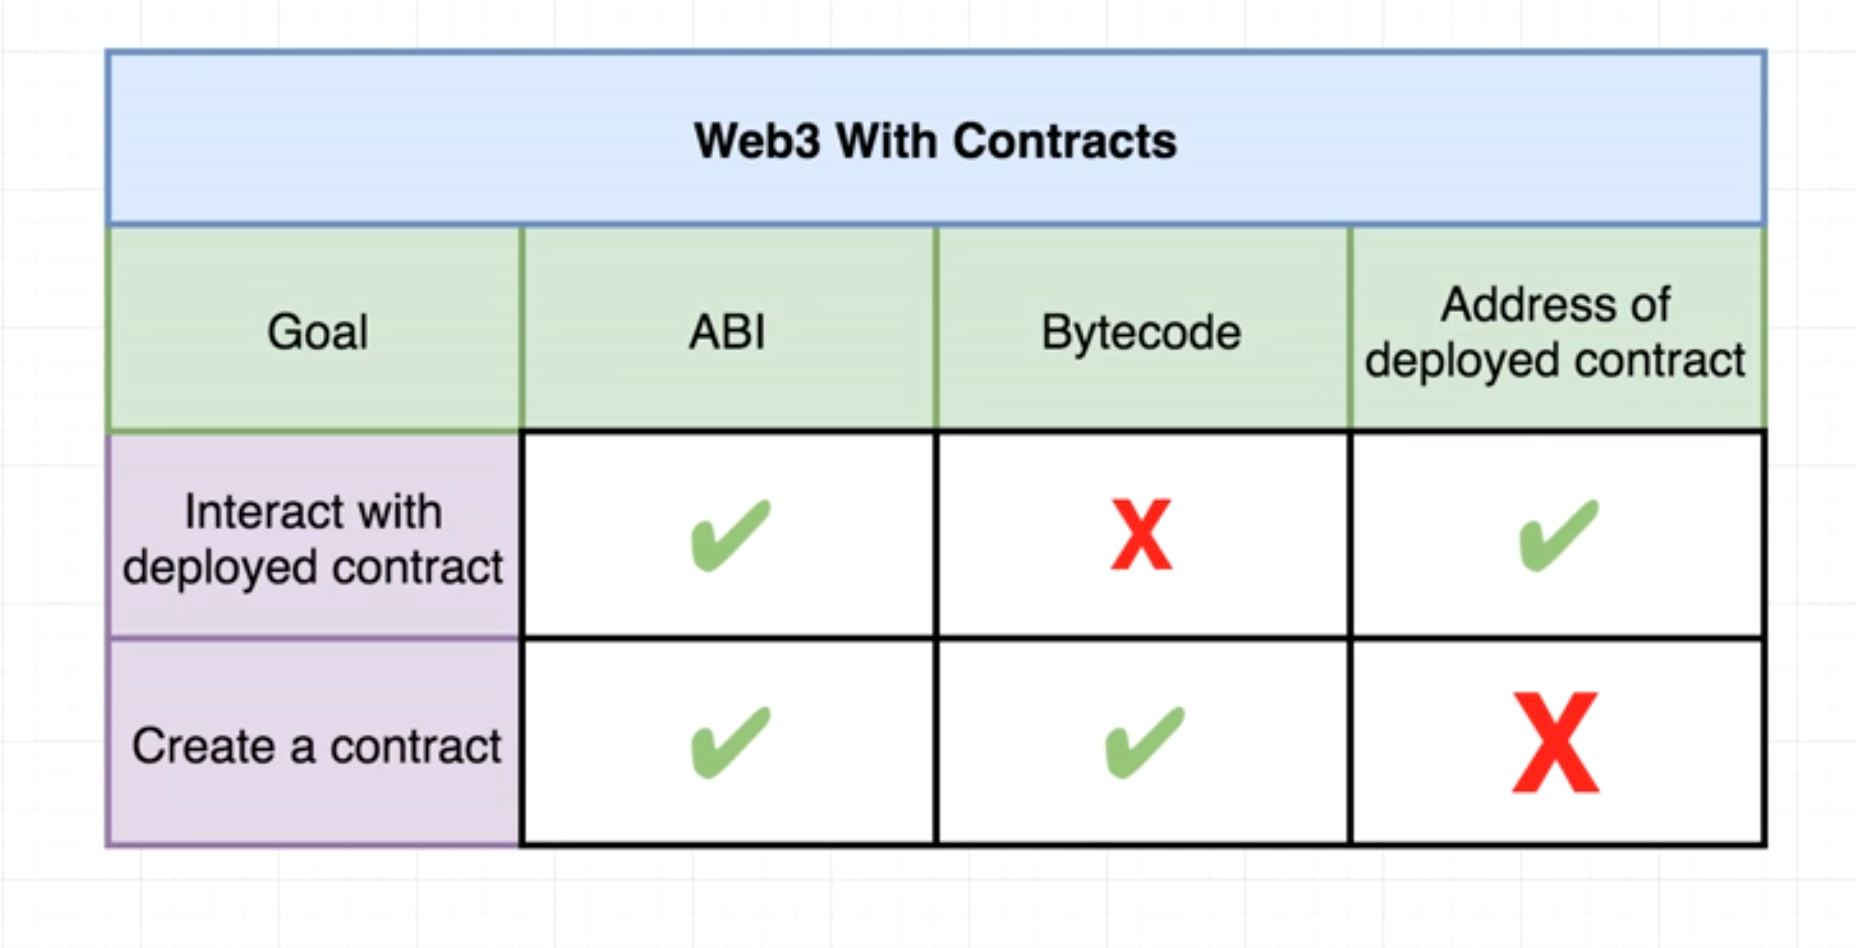 Web3 With Contracts
Goal
ABI
Bytecode
Address of
deployed contract
Interact with
deployed contract
✔
X
✔
Create a contract
✔
✔
X